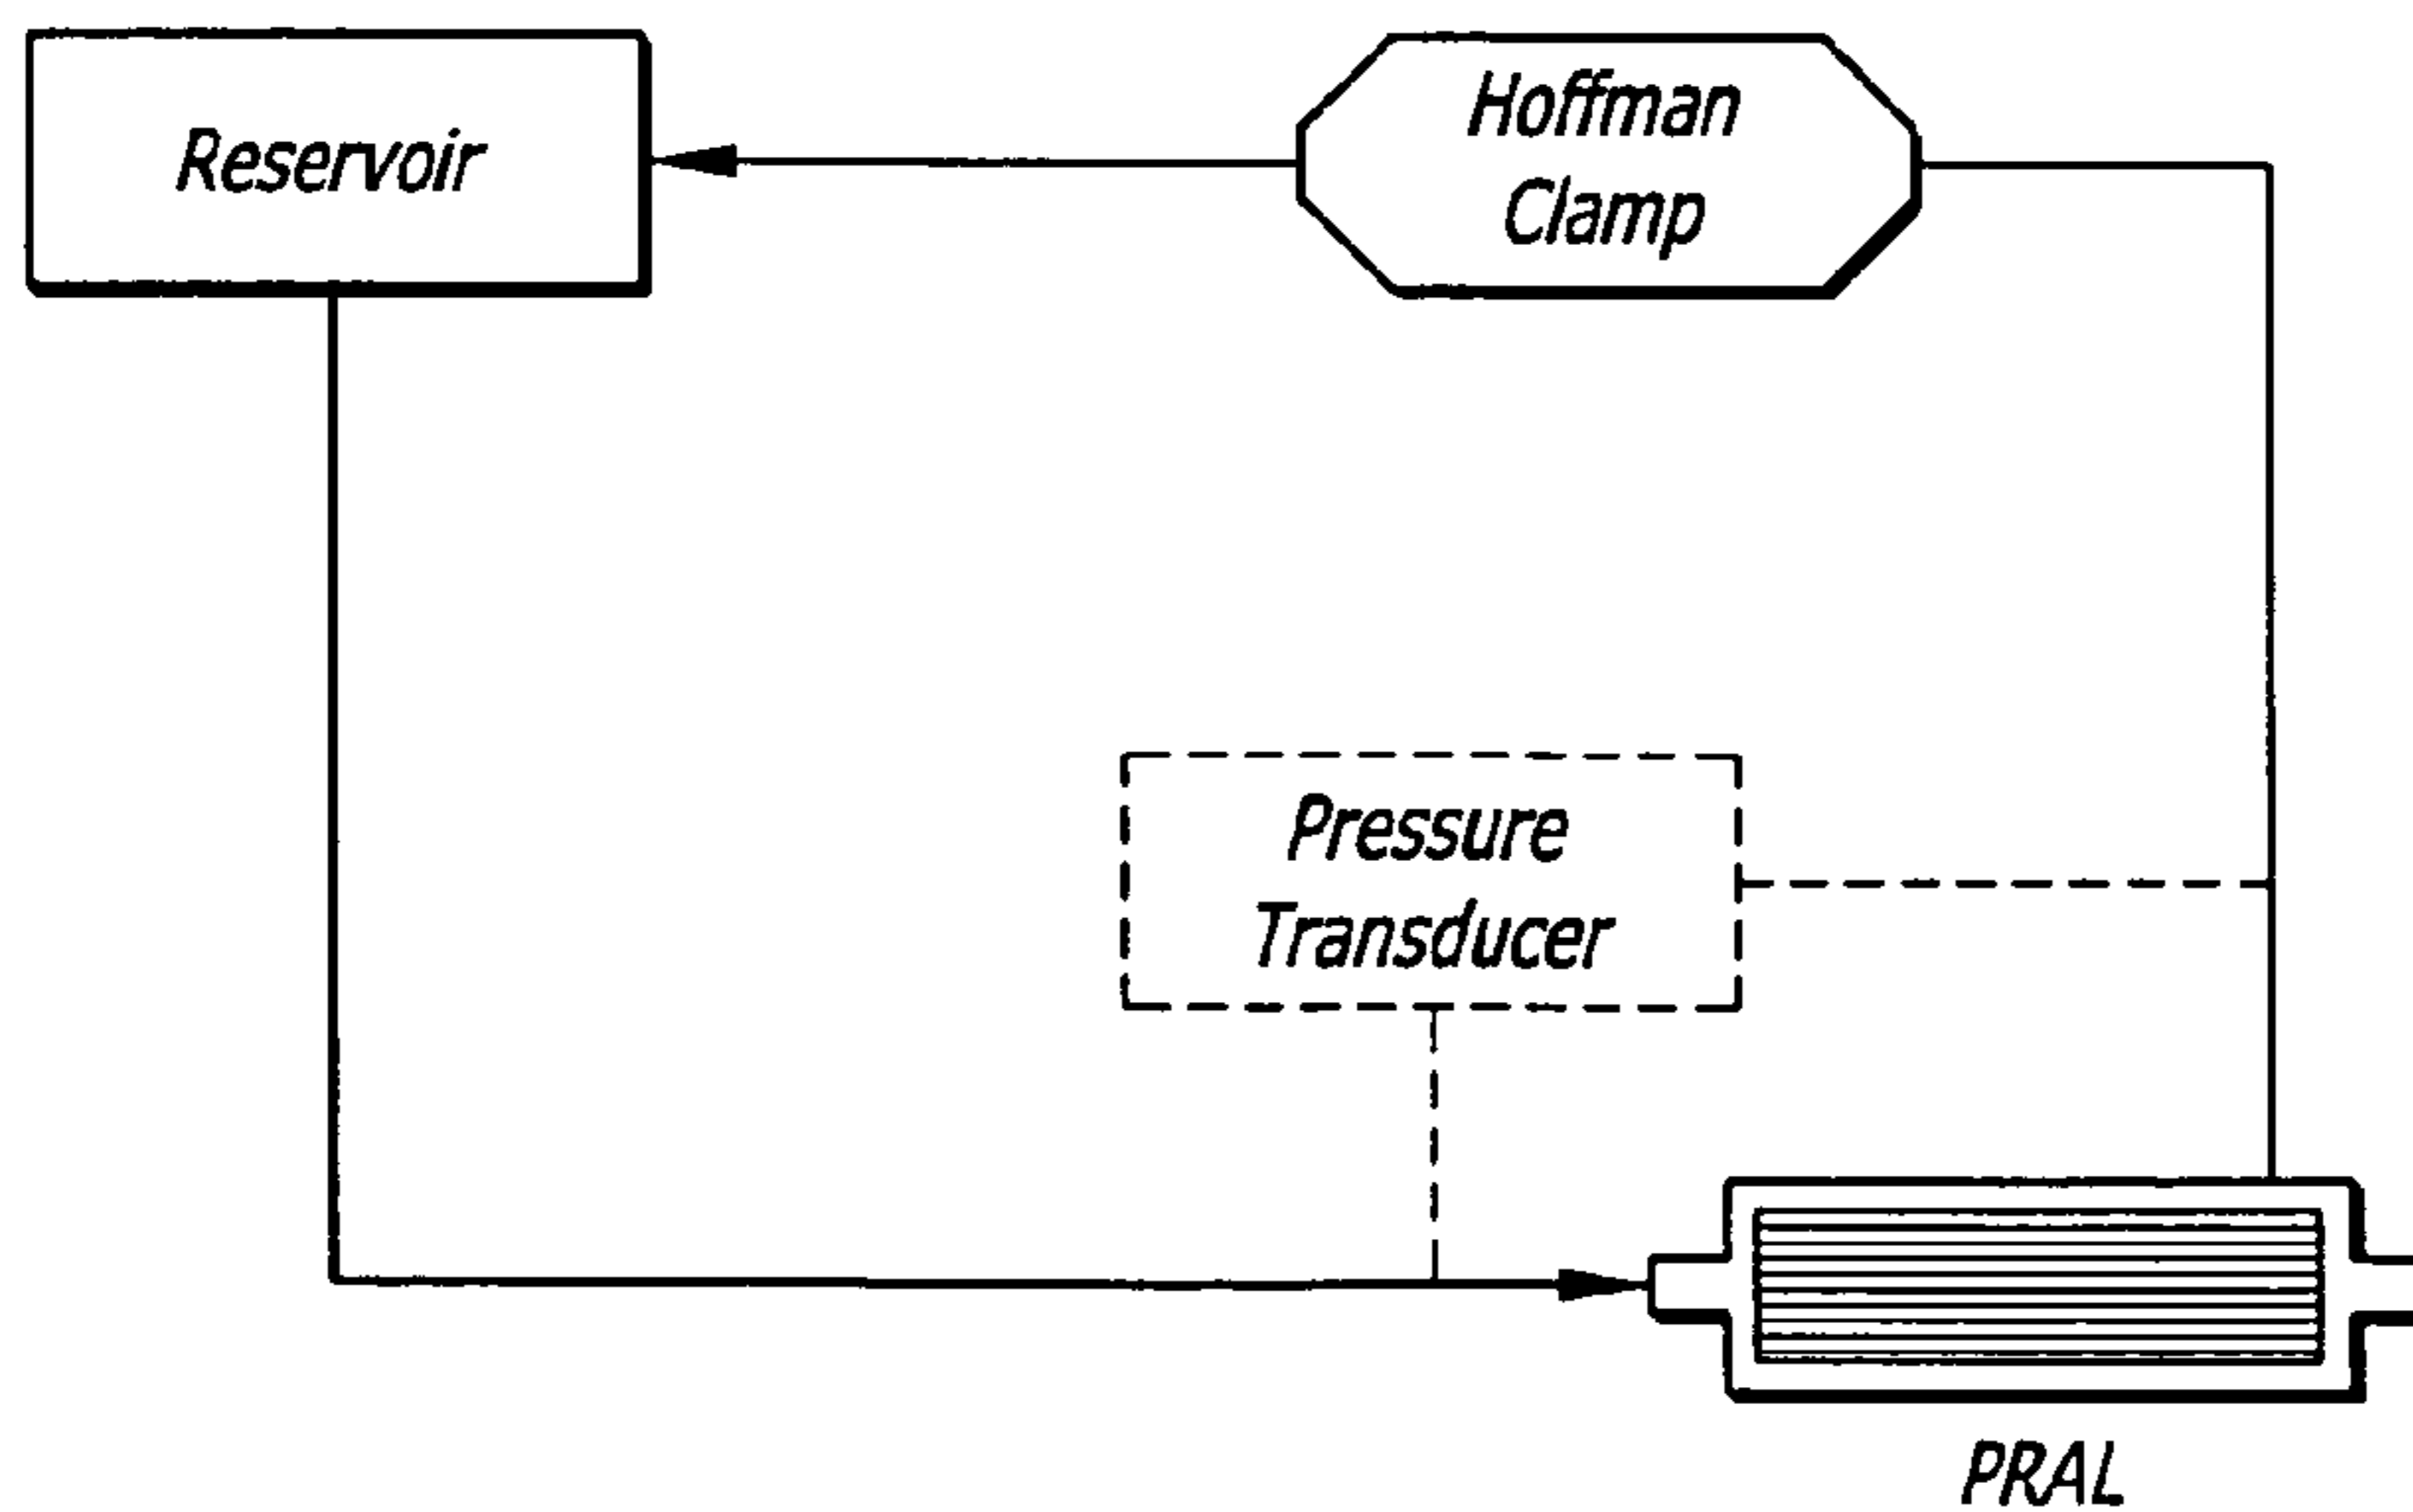 Reservoir
Hoffman
Clamp
Pressure
Transducer
PRAL